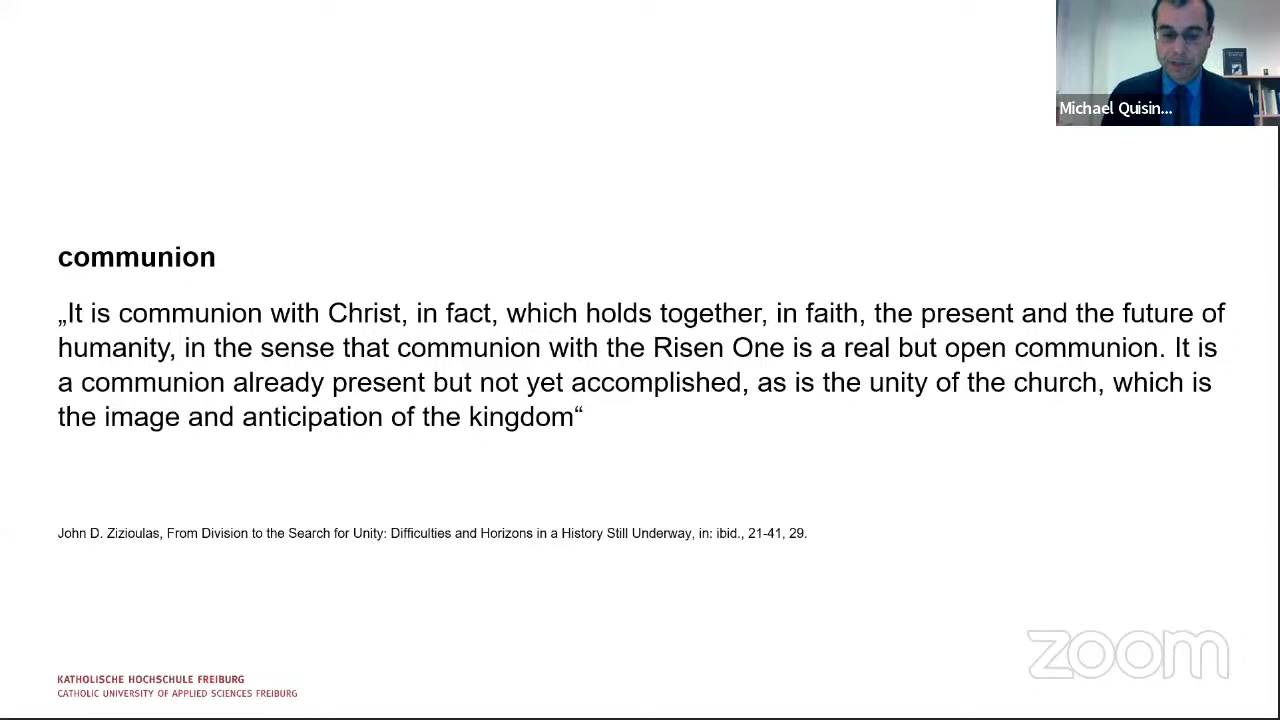 Michael Quisin...
communion
„It is communion with Christ, in fact, which holds together, in faith, the present and the future of
humanity, in the sense that communion with the Risen One is a real but open communion. It is
a communion already present but not yet accomplished, as is the unity of the church, which is
the image and anticipation of the kingdom“
John D. Zizioulas, From Division to the Search for Unity: Difficulties and Horizons in a History Still Underway, in: ibid., 21-41, 29.
zoom
KATHOLISCHE HOCHSCHULE FREIBURG
CATHOLIC UNIVERSITY OF APPLIED SCIENCES FREIBURG